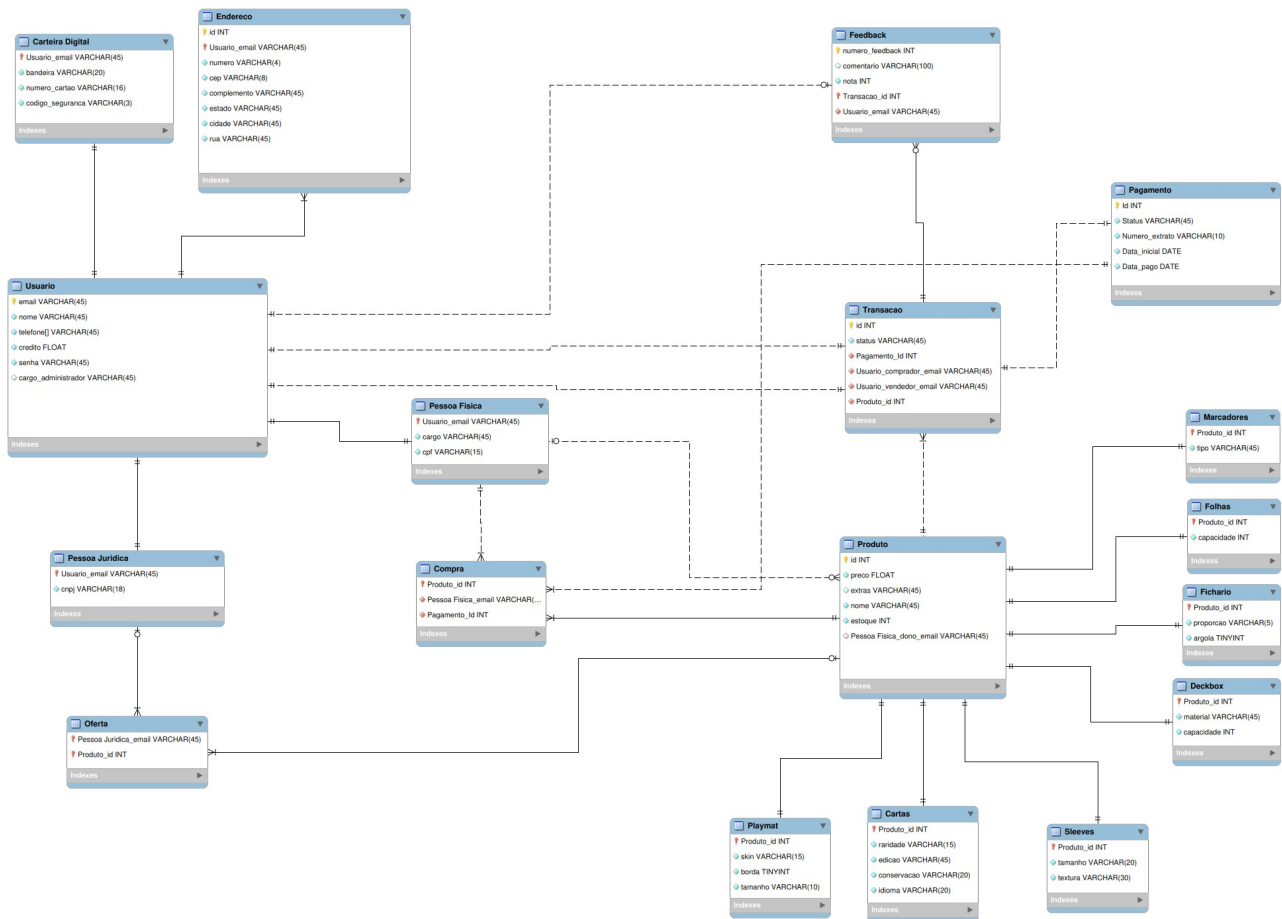 Carteira Digital
Usuario_email VARCHAR(45)
bandeira VARCHAR(20)
numero_cartao VARCHAR(16)
codigo_seguranca VARCHAR(3)
Indexes
Endereco
id INT
Usuario_email VARCHAR(45)
numero VARCHAR(4)
cep VARCHAR(8)
complemento VARCHAR(45)
estado VARCHAR(45)
cidade VARCHAR(45)
rua VARCHAR(45)
Indexes
Feedback
numero_feedback INT
comentario VARCHAR(100)
nota INT
Transacao_id INT
Usuario_email VARCHAR(45)
Indexes
Pagamento
Id INT
Status VARCHAR(45)
Numero_extrato VARCHAR(10)
Data_inicial DATE
Data_pago DATE
Indexes
Usuario
email VARCHAR(45)
nome VARCHAR(45)
telefone[] VARCHAR(45)
credito FLOAT
senha VARCHAR(45)
cargo_administrador VARCHAR(45)
Indexes
Transacao
id INT
status VARCHAR(45)
Pagamento_Id INT
Usuario_comprador_email VARCHAR(45)
Usuario_vendedor_email VARCHAR(45)
Produto_id INT
Indexes
Pessoa Fisica
Usuario_email VARCHAR(45)
cargo VARCHAR(45)
cpf VARCHAR(15)
Indexes
Marcadores
Produto_id INT
tipo VARCHAR(45)
Indexes
Folhas
Produto_id INT
capacidade INT
Indexes
Pessoa Juridica
Usuario_email VARCHAR(45)
cnpj VARCHAR(18)
Indexes
Compra
Produto_id INT
Pessoa Fisica_email VARCHAR(...
Pagamento_Id INT
Indexes
Produto
id INT
preco FLOAT
extras VARCHAR(45)
nome VARCHAR(45)
estoque INT
Pessoa Fisica_dono_email VARCHAR(45)
Indexes
Fichario
Produto_id INT
proporcao VARCHAR(5)
argola TINYINT
Indexes
Deckbox
Produto_id INT
material VARCHAR(45)
capacidade INT
Indexes
Oferta
Pessoa Juridica_email VARCHAR(45)
Produto_id INT
Indexes
Playmat
Produto_id INT
skin VARCHAR(15)
borda TINYINT
tamanho VARCHAR(10)
Indexes
Cartas
Produto_id INT
raridade VARCHAR(15)
edicao VARCHAR(45)
conservacao VARCHAR(20)
idioma VARCHAR(20)
Indexes
Sleeves
Produto_id INT
tamanho VARCHAR(20)
textura VARCHAR(30)
Indexes